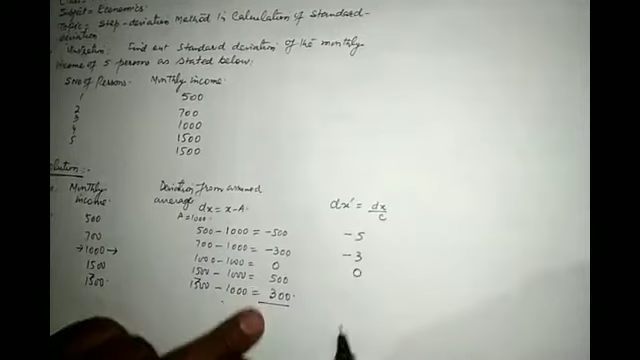 Subject = Economics
Topic = Step-deviation Method in Calculation of Standard-
deviation
Find out Standard deviation of the monthly
Income of 5 persons as stated below:
SNo of Persons. Monthly income.
1 500
2 700
3 1000
4 1500
5 1500
Solution:-
Monthly income. Deviation from assumed average dx = x-A. A=1000. dx' = dx/c
500 500 - 1000 = -500 -5
700 700 - 1000 = -300 -3
→1000→ 1000 - 1000 = 0 0
1500 1500 - 1000 = 500
1300 1300 - 1000 = 300.